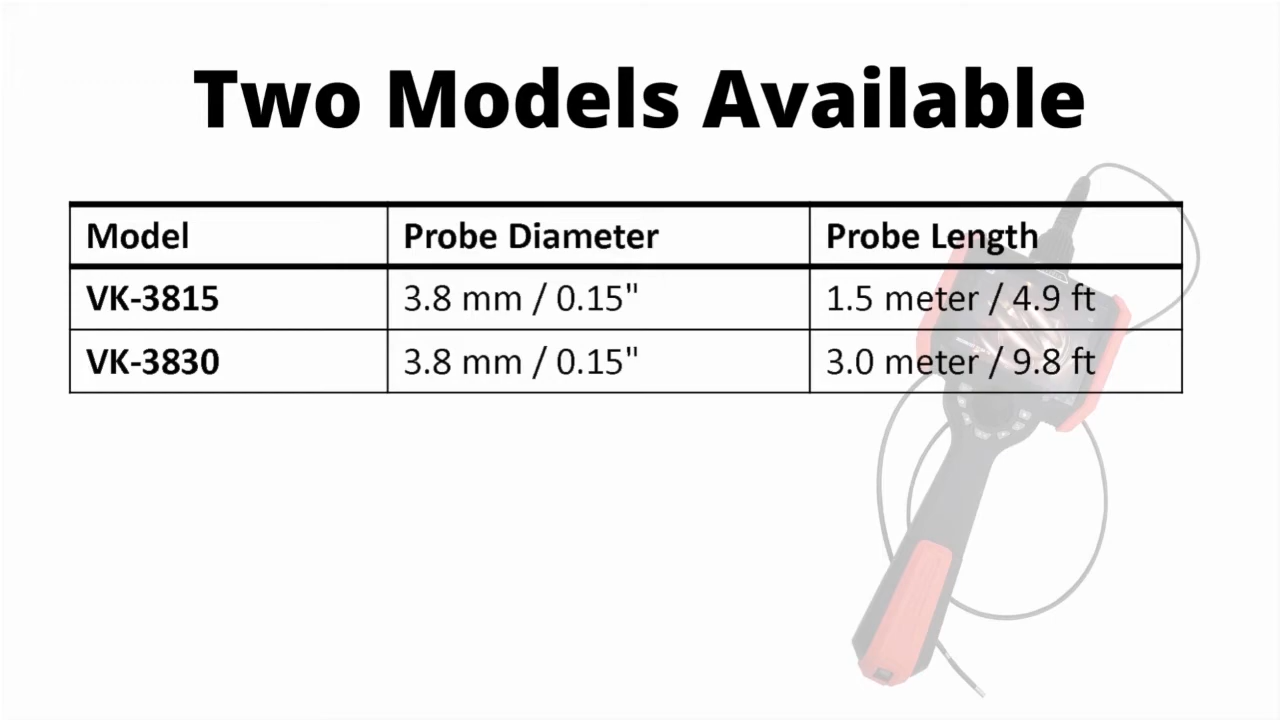 Two Models Available
Model Probe Diameter Probe Length
VK-3815 3.8 mm / 0.15" 1.5 meter / 4.9 ft
VK-3830 3.8 mm / 0.15" 3.0 meter / 9.8 ft